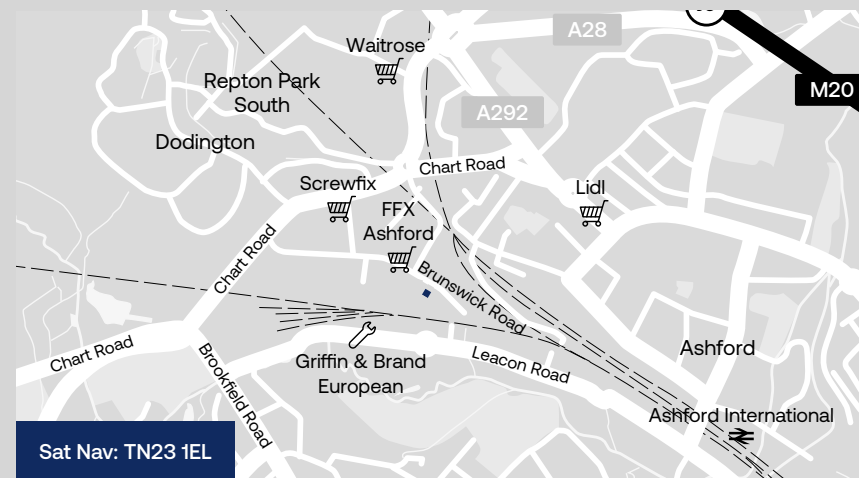 A28
Waitrose
M20
Repton Park
South
A292
Dodington
Chart Road
Screwfix
Lidl
FFX
Ashford
Chart Road
Brunswick Road
Chart Road
Brookfield Road
Griffin & Brand
European
Leacon Road
Ashford
Ashford International
Sat Nav: TN23 1EL